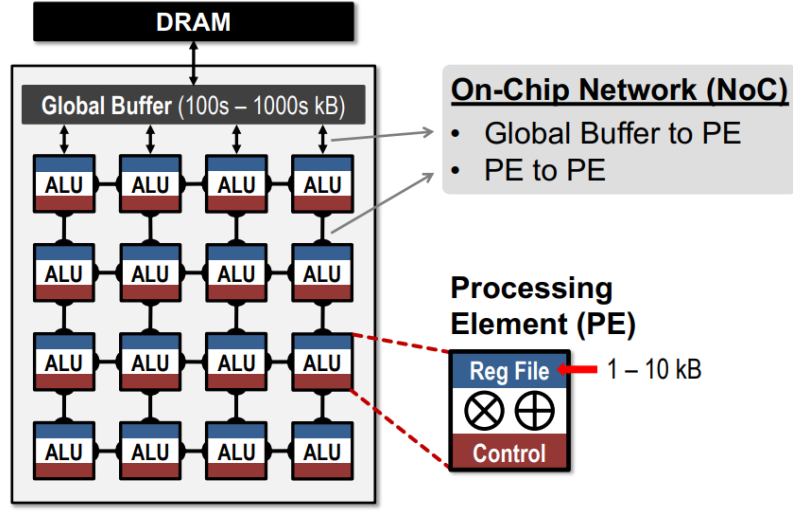 DRAM
Global Buffer (100s – 1000s kB)
On-Chip Network (NoC)
• Global Buffer to PE
• PE to PE
ALU ALU ALU ALU
ALU ALU ALU ALU
ALU ALU ALU ALU
ALU ALU ALU ALU
Processing
Element (PE)
Reg File
1 – 10 kB
Control